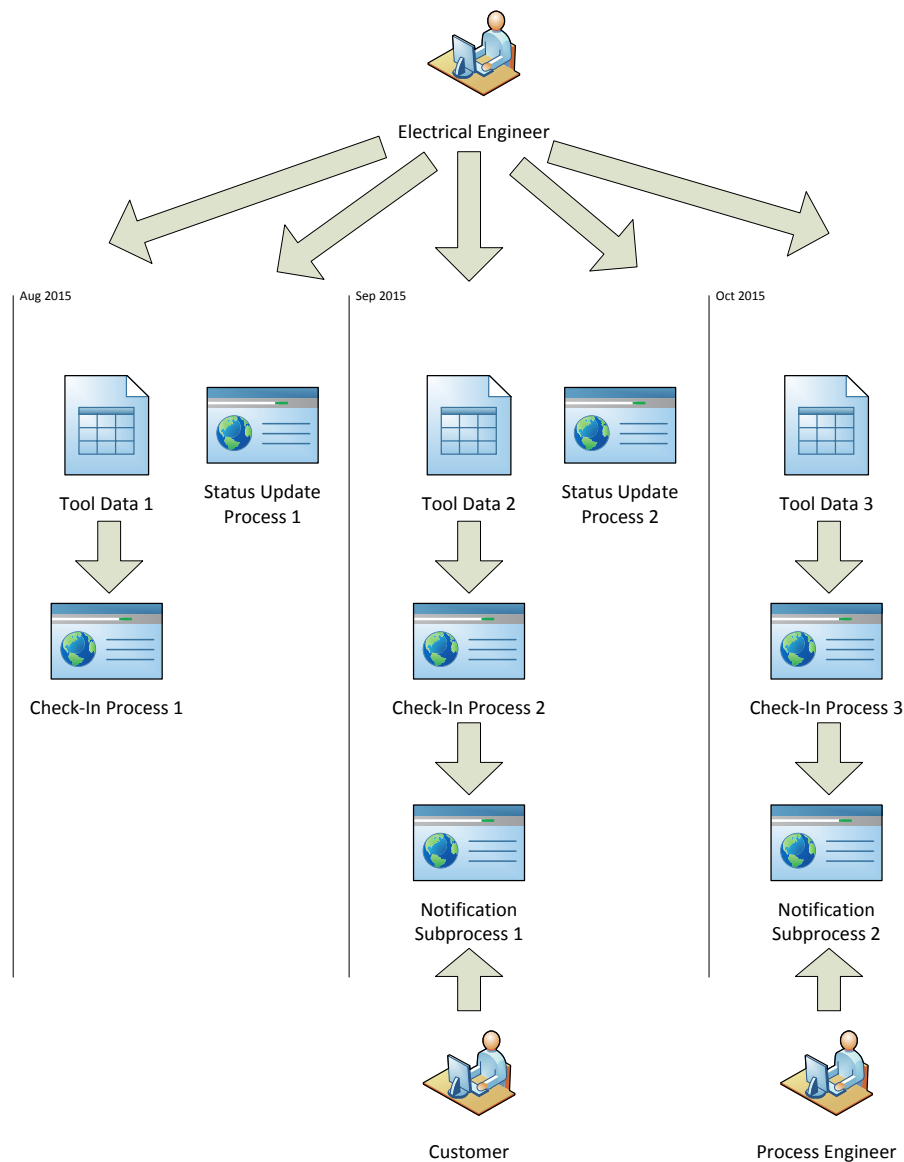 Electrical Engineer
Aug 2015
Sep 2015
Oct 2015
Tool Data 1
Status Update
Process 1
Tool Data 2
Status Update
Process 2
Tool Data 3
Check-In Process 1
Check-In Process 2
Check-In Process 3
Notification
Subprocess 1
Notification
Subprocess 2
Customer
Process Engineer